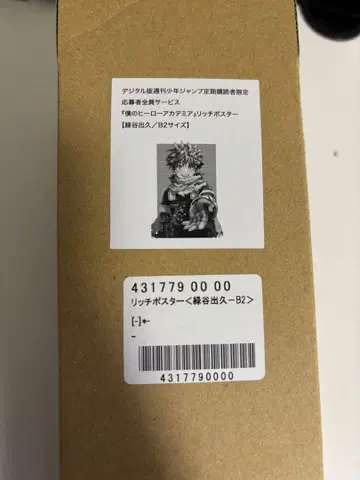 デジタル版週刊少年ジャンプ定期購読者限定
応募者全員サービス
『僕のヒーローアカデミア』リッチポスター
【緑谷出久／B2サイズ】
431779 00 00
リッチポスター<緑谷出久−B2>
[-]*-
-
4317790000